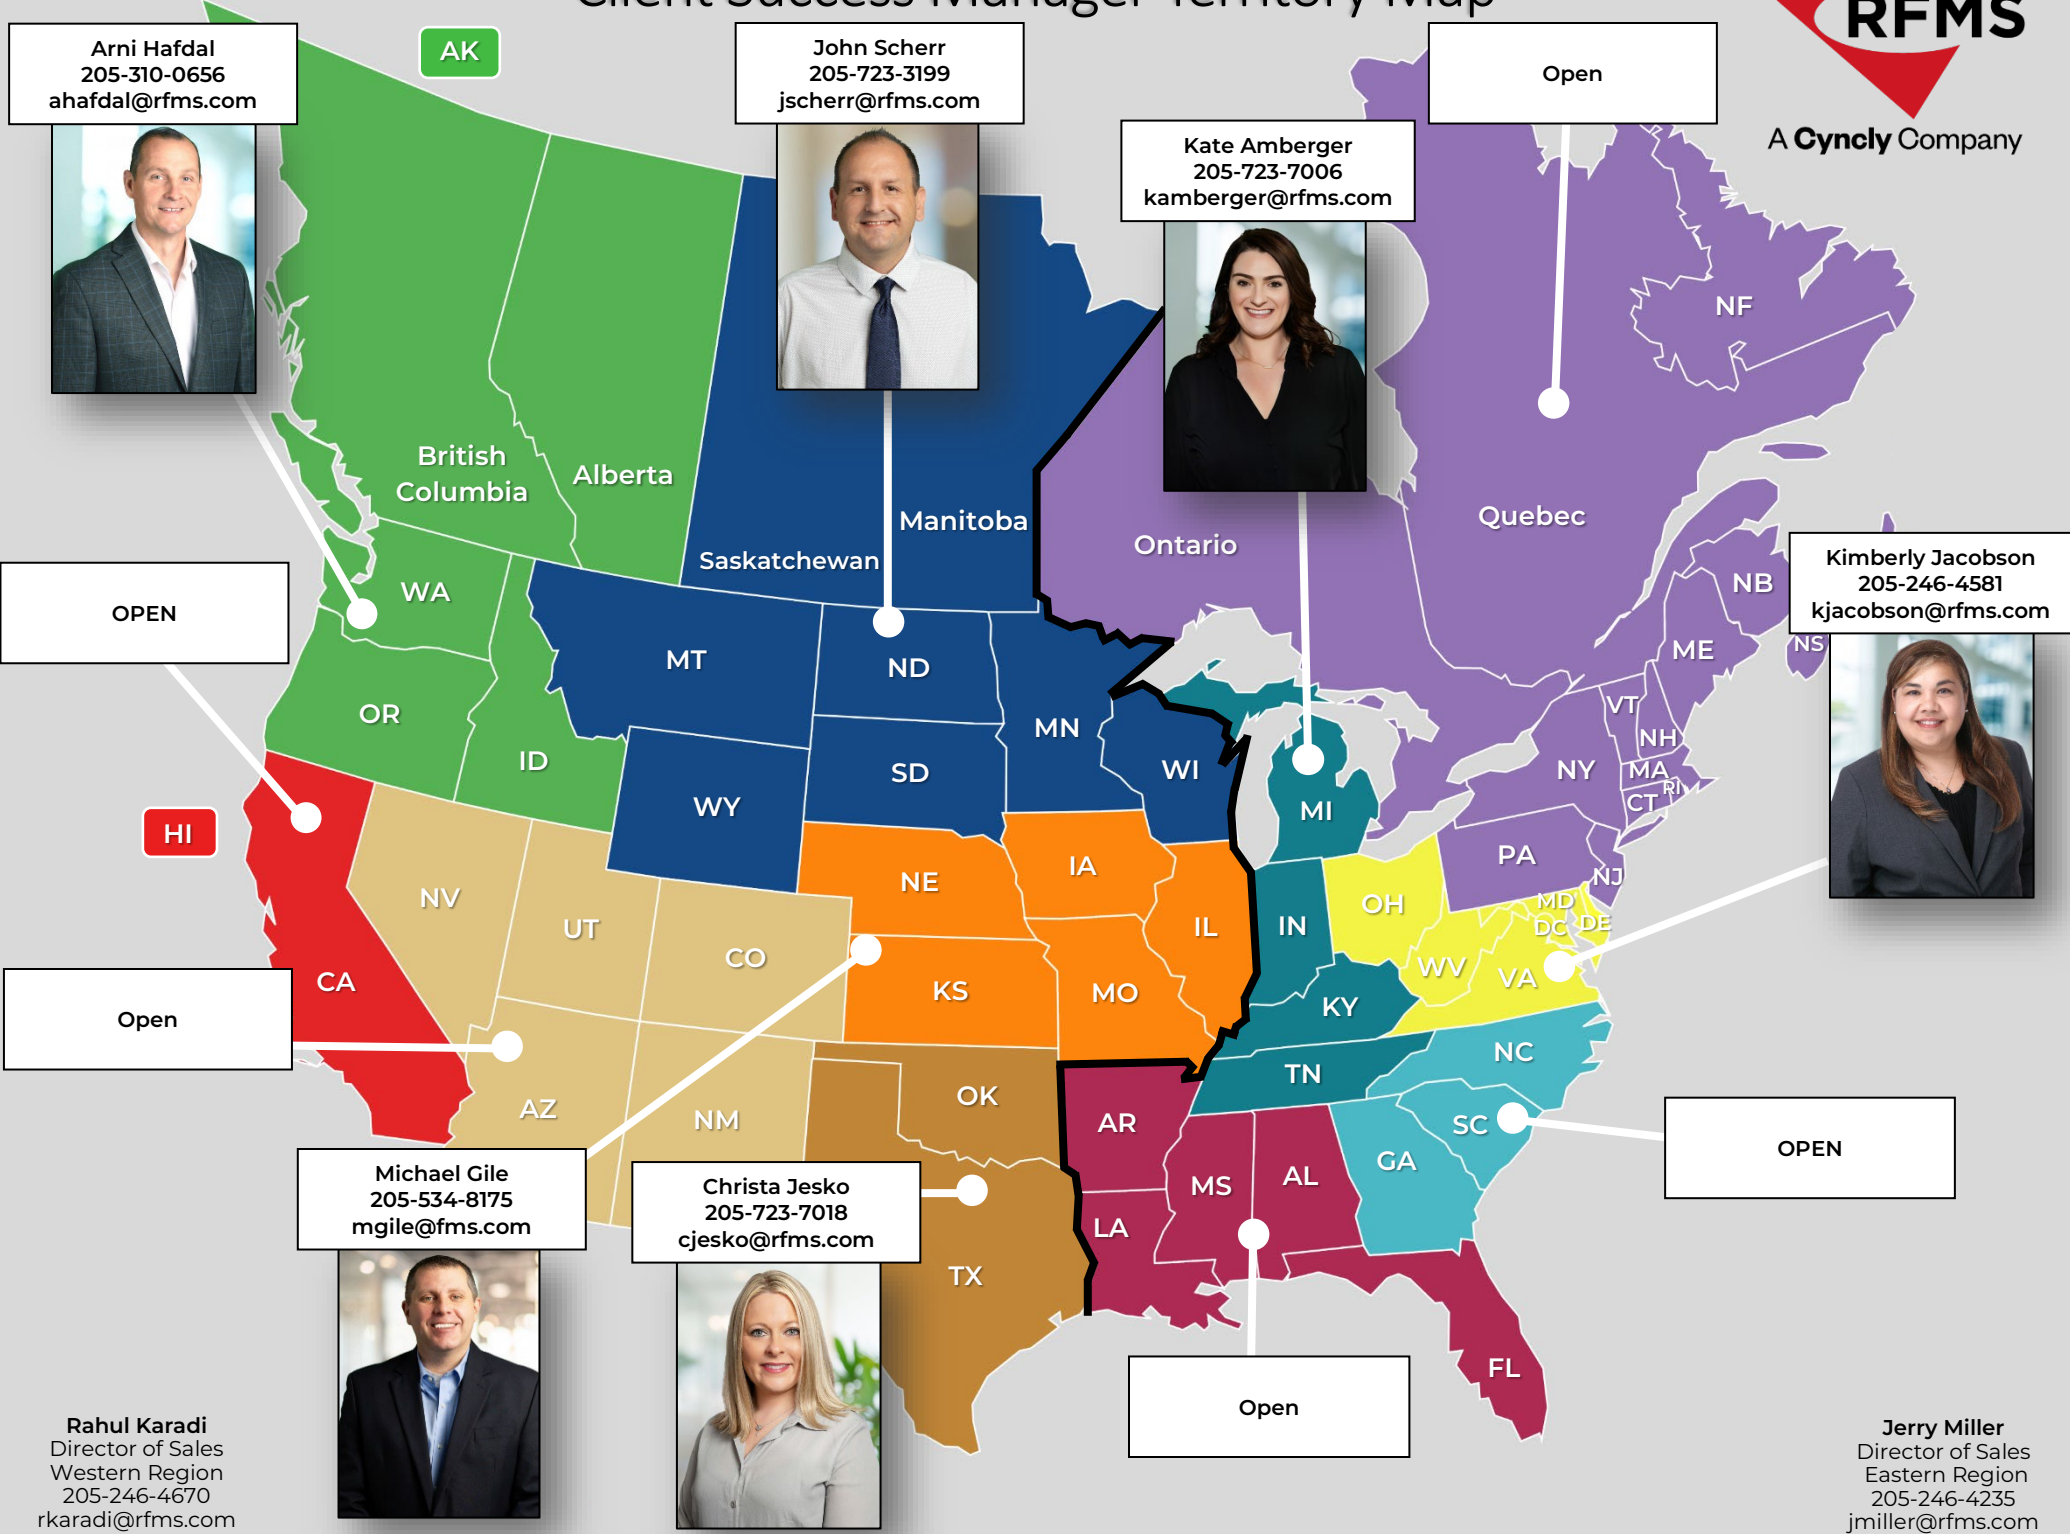 Client Success Manager Territory Map
RFMS
A Cyncly Company
Arni Hafdal
205-310-0656
ahafdal@rfms.com
AK
John Scherr
205-723-3199
jscherr@rfms.com
Open
Kate Amberger
205-723-7006
kamberger@rfms.com
NF
British
Columbia
Alberta
Saskatchewan
Manitoba
Ontario
Quebec
Kimberly Jacobson
205-246-4581
kjacobson@rfms.com
NB
NS
ME
OPEN
WA
OR
ID
MT
ND
MN
SD
WY
WI
MI
VT
NH
NY
MA
RI
CT
PA
NJ
HI
NV
UT
CO
CA
NE
IA
KS
MO
IL
IN
OH
MD
DC
DE
WV
VA
KY
NC
TN
Open
AZ
NM
OK
AR
SC
GA
MS
AL
LA
TX
FL
OPEN
Michael Gile
205-534-8175
mgile@fms.com
Christa Jesko
205-723-7018
cjesko@rfms.com
Open
Rahul Karadi
Director of Sales
Western Region
205-246-4670
rkaradi@rfms.com
Jerry Miller
Director of Sales
Eastern Region
205-246-4235
jmiller@rfms.com